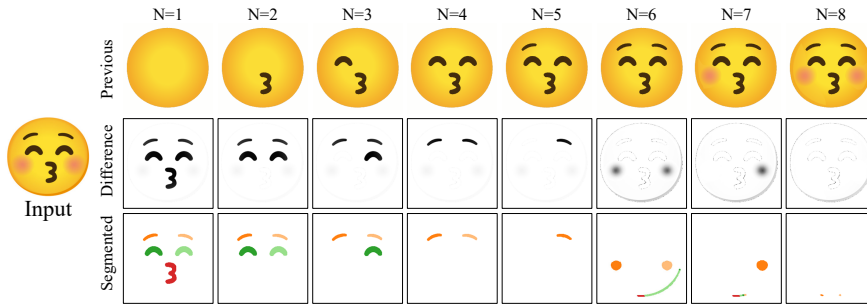 N=1 N=2 N=3 N=4 N=5 N=6 N=7 N=8
Previous
Input
Difference
Segmented